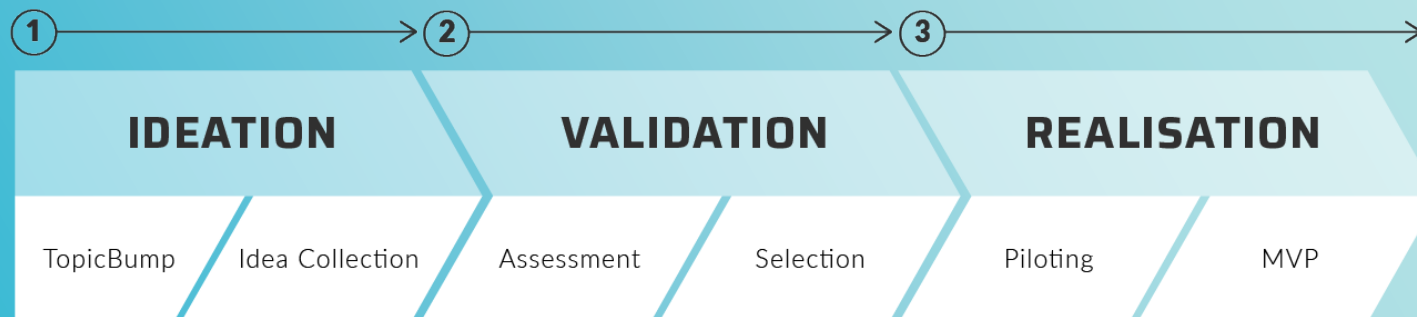 1 2 3
IDEATION VALIDATION REALISATION
TopicBump Idea Collection Assessment Selection Piloting MVP